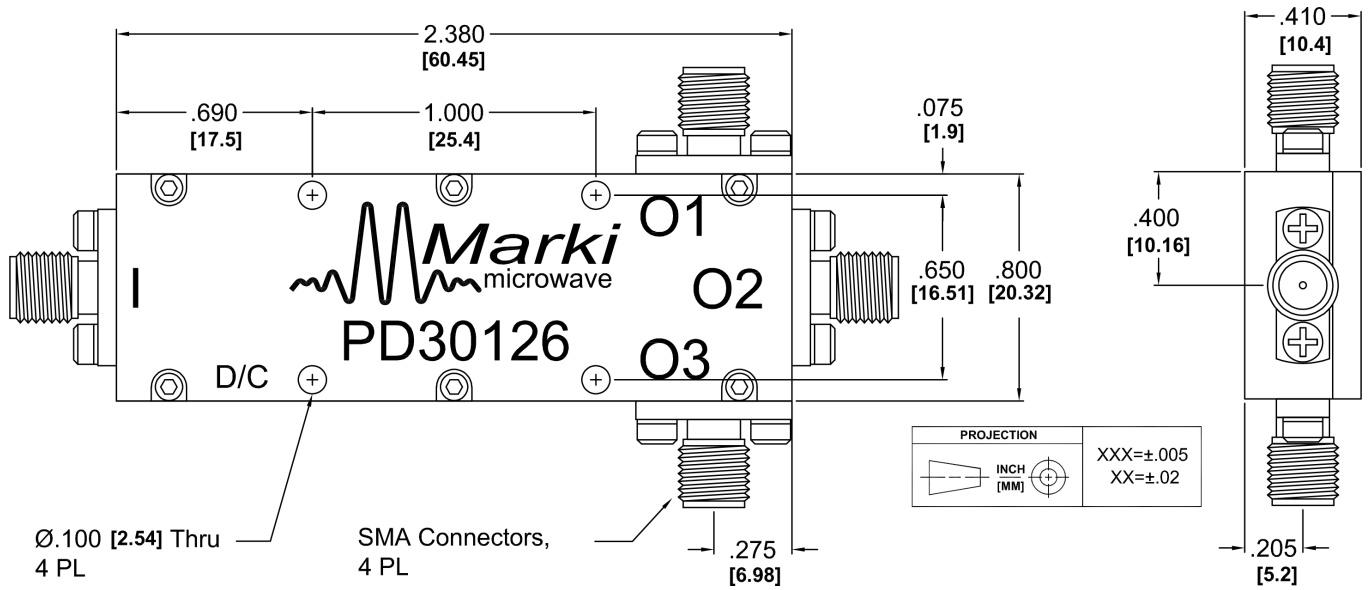 2.380
[60.45]
.410
[10.4]
.690
[17.5]
1.000
[25.4]
.075
[1.9]
O1
Marki
microwave
.400
[10.16]
.650
[16.51]
.800
[20.32]
I
O2
PD30126
O3
D/C
PROJECTION
INCH
[MM]
XXX=±.005
XX=±.02
Ø.100 [2.54] Thru
4 PL
SMA Connectors,
4 PL
.275
[6.98]
.205
[5.2]